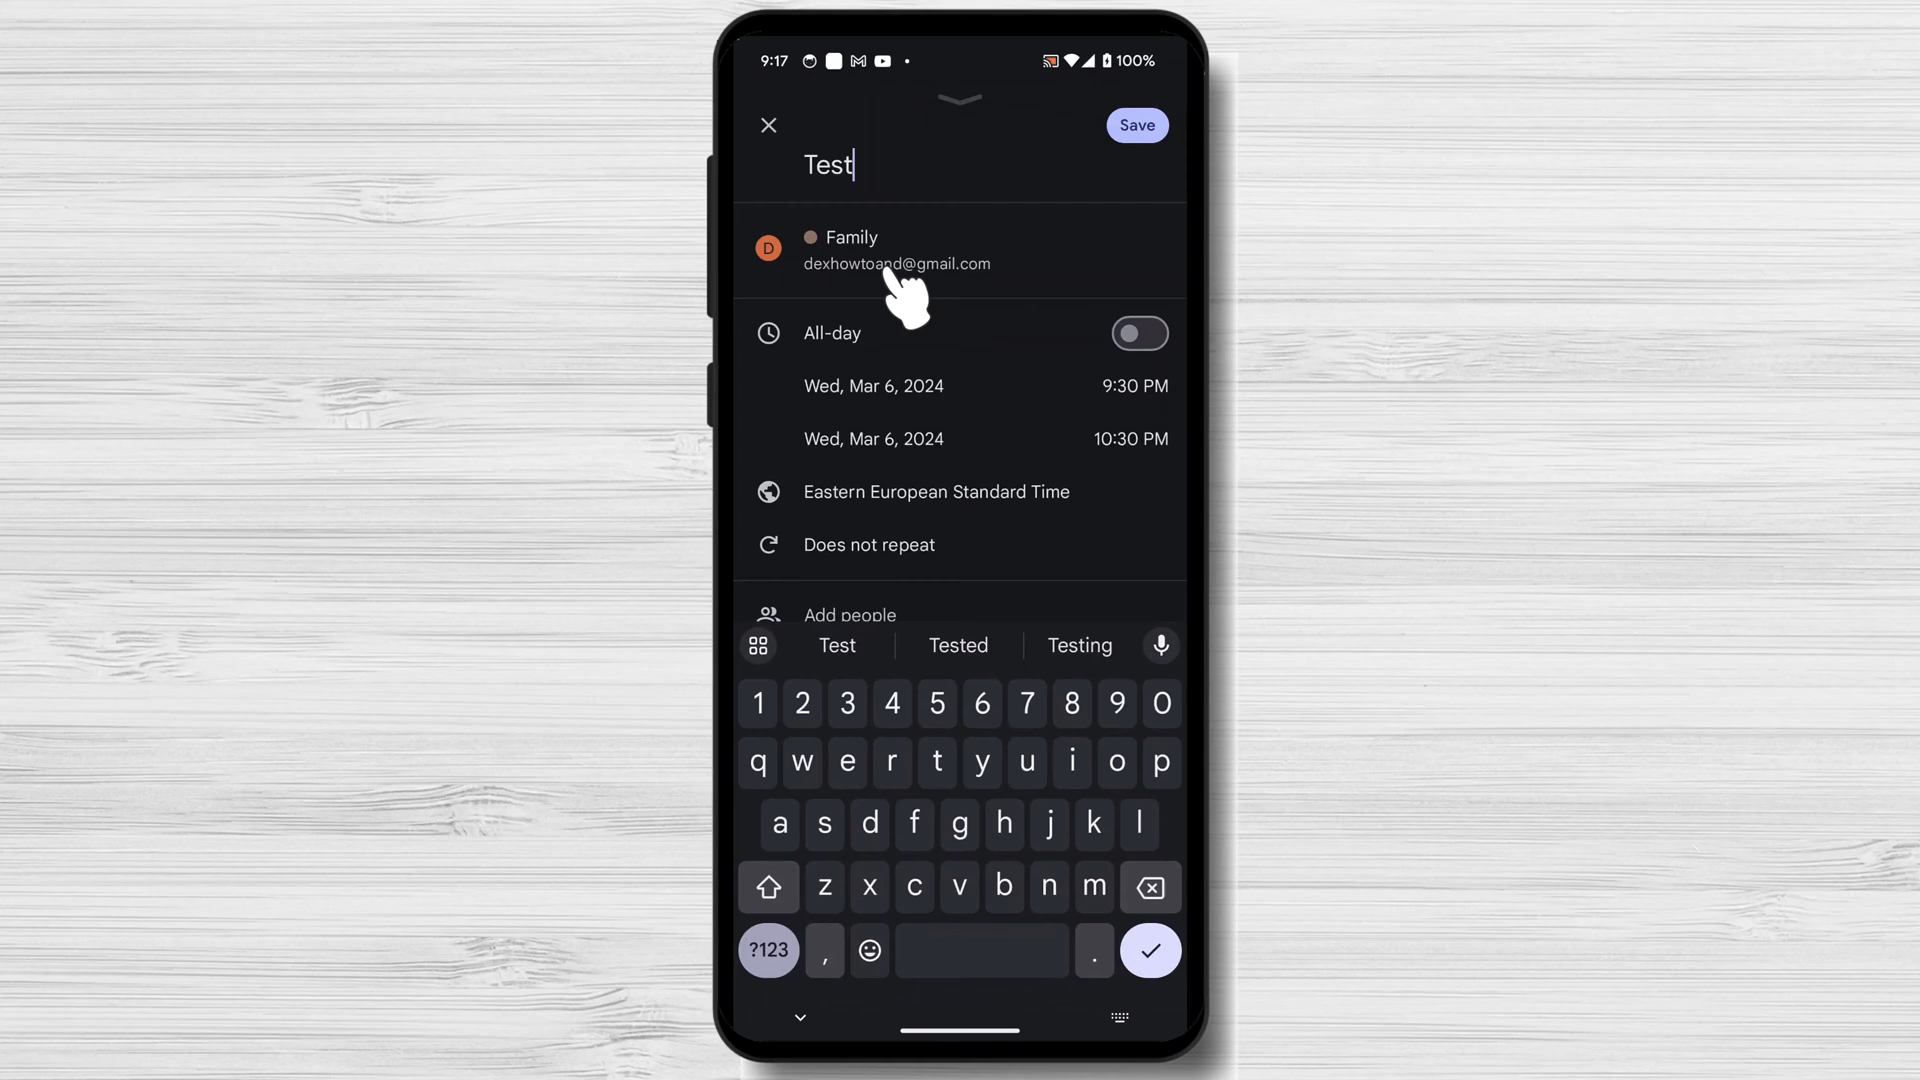 9:17 100%
Save
Test
D Family
dexhowtoand@gmail.com
All-day
Wed, Mar 6, 2024 9:30 PM
Wed, Mar 6, 2024 10:30 PM
Eastern European Standard Time
Does not repeat
Add people
Test Tested Testing
1 2 3 4 5 6 7 8 9 0
q w e r t y u i o p
a s d f g h j k l
z x c v b n m
?123 , .